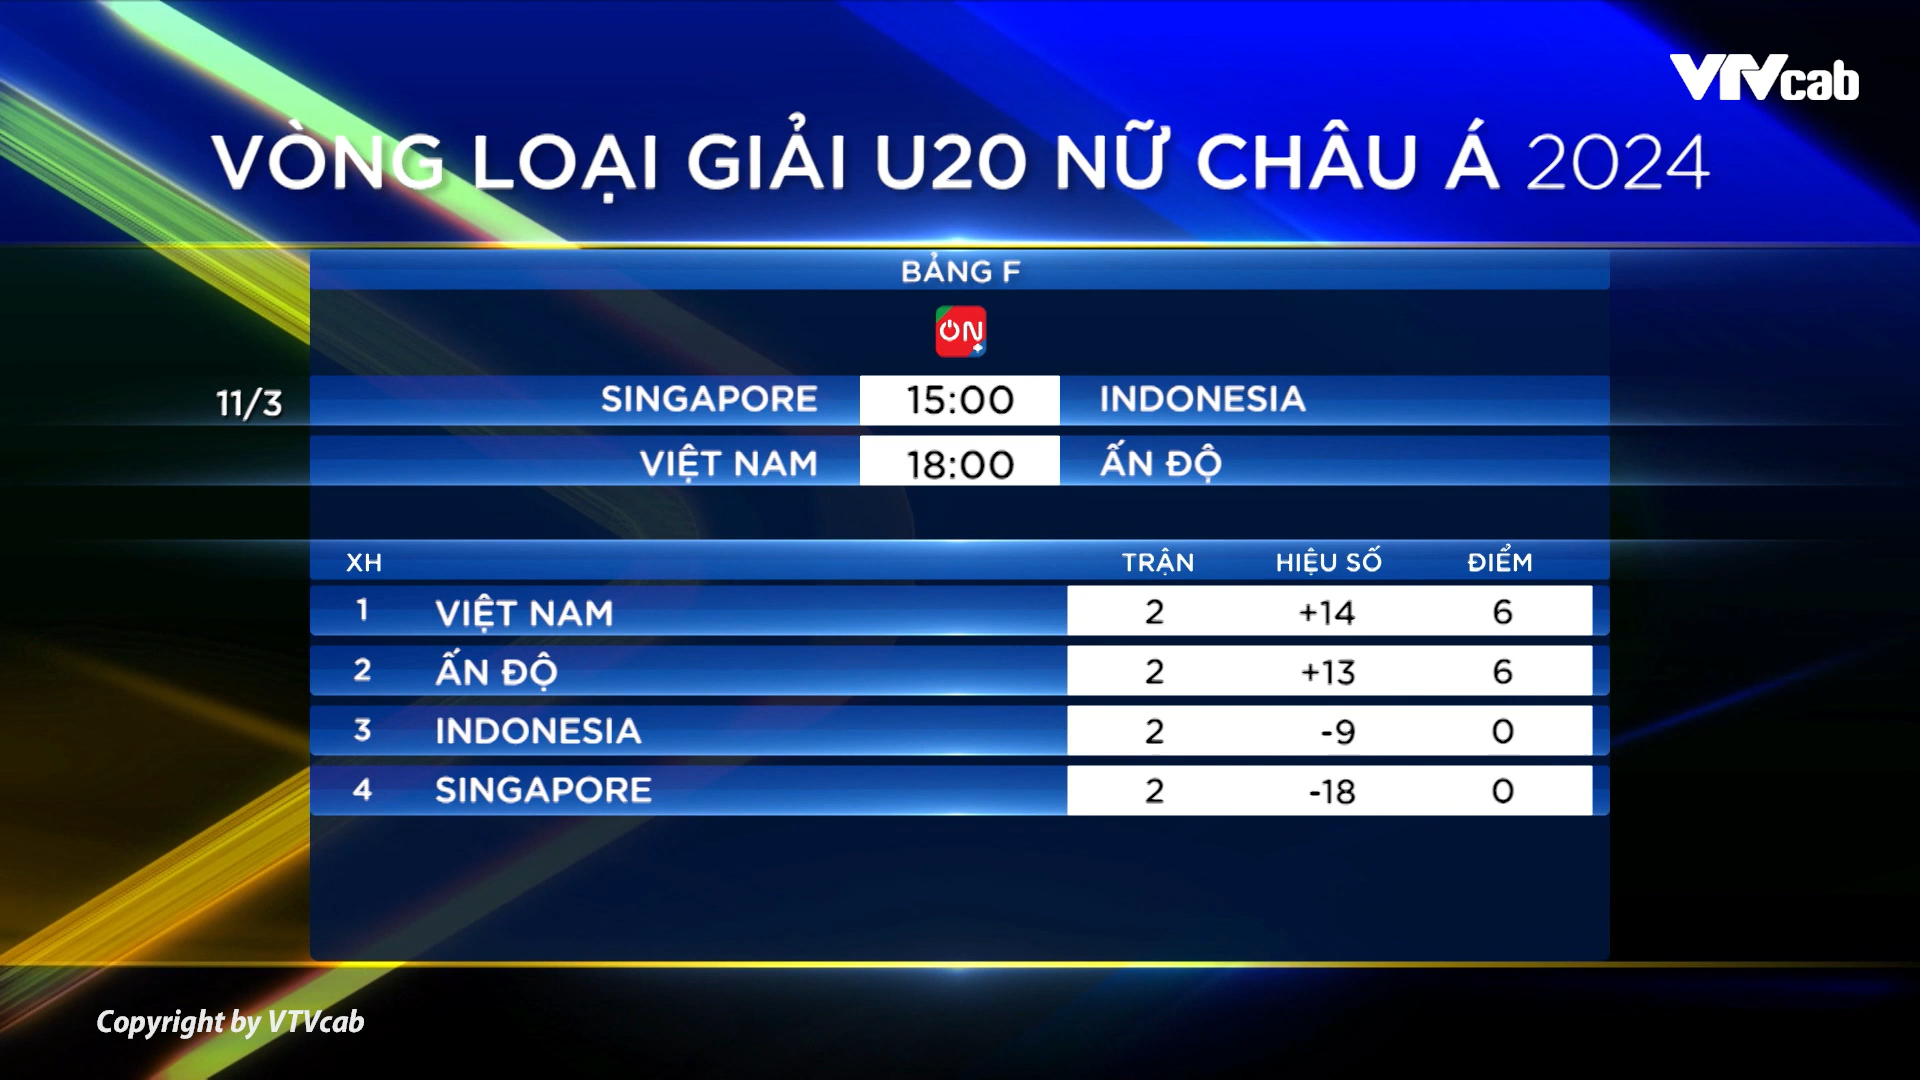 VTVcab
VÒNG LOẠI GIẢI U20 NỮ CHÂU Á 2024
BẢNG F
ON
11/3 SINGAPORE 15:00 INDONESIA
VIỆT NAM 18:00 ẤN ĐỘ
XH TRẬN HIỆU SỐ ĐIỂM
1 VIỆT NAM 2 +14 6
2 ẤN ĐỘ 2 +13 6
3 INDONESIA 2 -9 0
4 SINGAPORE 2 -18 0
Copyright by VTVcab